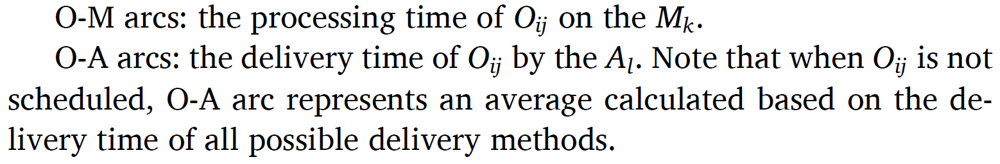 O-M arcs: the processing time of O_{ij} on the M_k.
O-A arcs: the delivery time of O_{ij} by the A_l. Note that when O_{ij} is not
scheduled, O-A arc represents an average calculated based on the de-
livery time of all possible delivery methods.